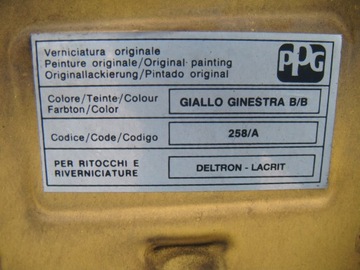 Verniciatura originale
Peinture originale/Original painting
Originallackierung/Pintado original
PPG
Colore/Teinte/Colour
Farbton/Color
GIALLO GINESTRA B/B
Codice/Code/Codigo
258/A
PER RITOCCHI E
RIVERNICIATURE
DELTRON - LACRIT